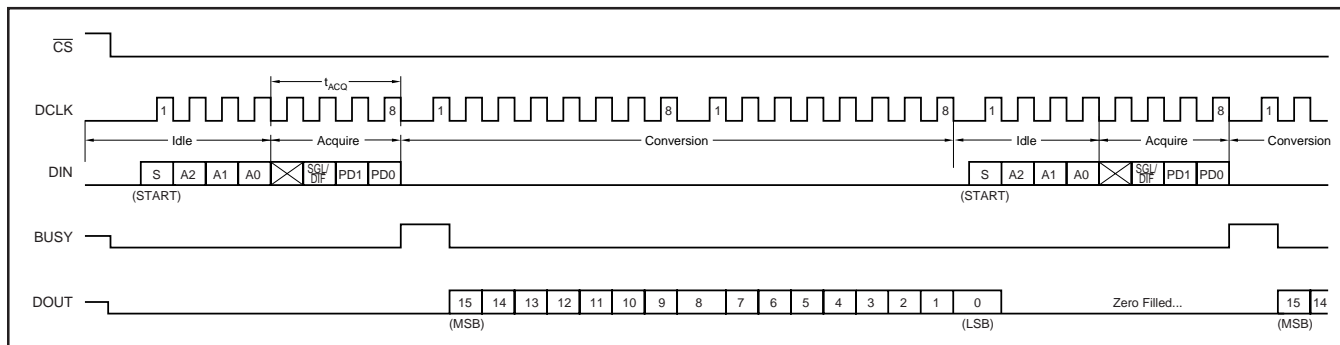 CS
t ACQ
DCLK 1 8 1 8 1 8 1 8 1
Idle Acquire Conversion Idle Acquire Conversion
DIN S A2 A1 A0 SGL/DIF PD1 PD0 S A2 A1 A0 SGL/DIF PD1 PD0
(START) (START)
BUSY
DOUT 15 14 13 12 11 10 9 8 7 6 5 4 3 2 1 0 Zero Filled... 15 14
(MSB) (LSB) (MSB)